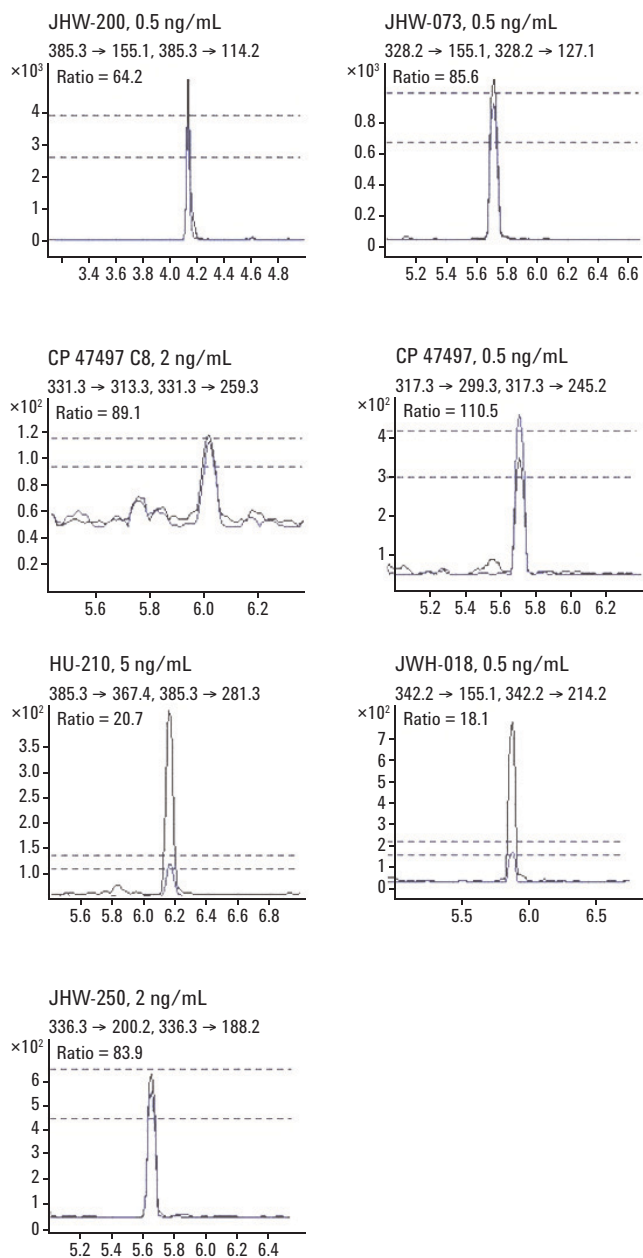 JHW-200, 0.5 ng/mL
385.3 → 155.1, 385.3 → 114.2
×10³
Ratio = 64.2
4
3
2
1
0
3.4 3.6 3.8 4.0 4.2 4.4 4.6 4.8
JHW-073, 0.5 ng/mL
328.2 → 155.1, 328.2 → 127.1
×10³
Ratio = 85.6
0.8
0.6
0.4
0.2
0
5.2 5.4 5.6 5.8 6.0 6.2 6.4 6.6
CP 47497 C8, 2 ng/mL
331.3 → 313.3, 331.3 → 259.3
×10²
Ratio = 89.1
1.2
1.0
0.8
0.6
0.4
0.2
5.6 5.8 6.0 6.2
CP 47497, 0.5 ng/mL
317.3 → 299.3, 317.3 → 245.2
×10²
Ratio = 110.5
4
3
2
1
5.2 5.4 5.6 5.8 6.0 6.2
HU-210, 5 ng/mL
385.3 → 367.4, 385.3 → 281.3
×10²
Ratio = 20.7
3.5
3.0
2.0
2.0
1.5
1.0
5.6 5.8 6.0 6.2 6.4 6.6 6.8
JWH-018, 0.5 ng/mL
342.2 → 155.1, 342.2 → 214.2
×10²
Ratio = 18.1
7
6
5
4
3
2
1
0
5.5 6.0 6.5
JHW-250, 2 ng/mL
336.3 → 200.2, 336.3 → 188.2
×10²
Ratio = 83.9
6
5
4
3
2
1
0
5.2 5.4 5.6 5.8 6.0 6.2 6.4